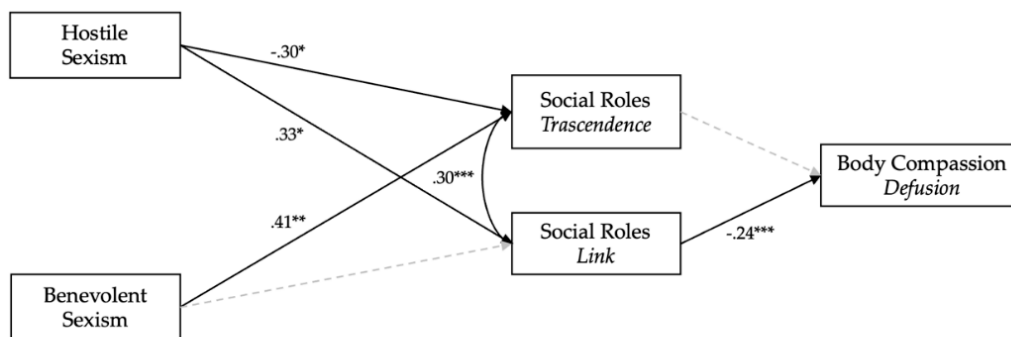 Hostile
Sexism
-.30*
Social Roles
Trascendence
.33*
.30***
Body Compassion
Defusion
.41**
Social Roles
Link
-.24***
Benevolent
Sexism